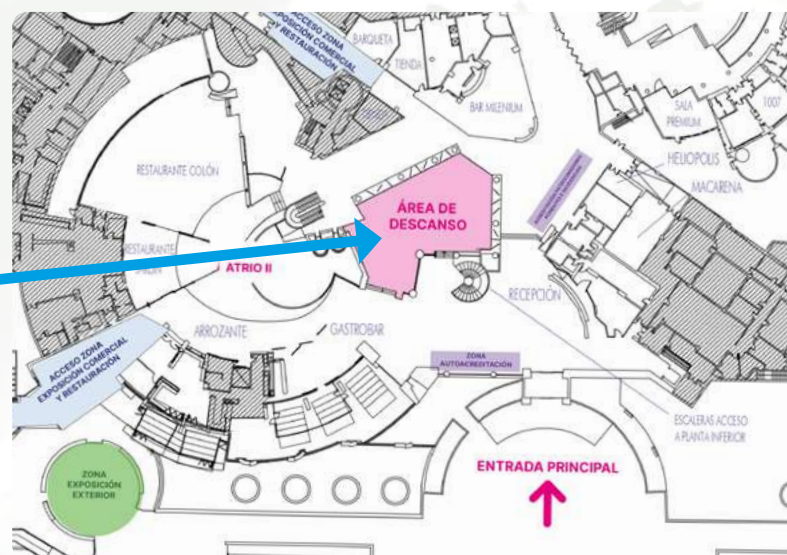 ACCESO ZONA
EXPOSICIÓN COMERCIAL
Y RESTAURACIÓN
BARQUETA
TIENDA
BAR MILENIUM
SALA
PREMIUM
1007
HELIOPOLIS
MACARENA
RESTAURANTE COLÓN
ÁREA DE
DESCANSO
RESTAURANTE
ATRIO II
RECEPCIÓN
ARROZANTE
GASTROBAR
ACCESO ZONA
EXPOSICIÓN COMERCIAL
Y RESTAURACIÓN
ZONA
AUTOACREDITACIÓN
ESCALERAS ACCESO
A PLANTA INFERIOR
ZONA
EXPOSICIÓN
EXTERIOR
ENTRADA PRINCIPAL